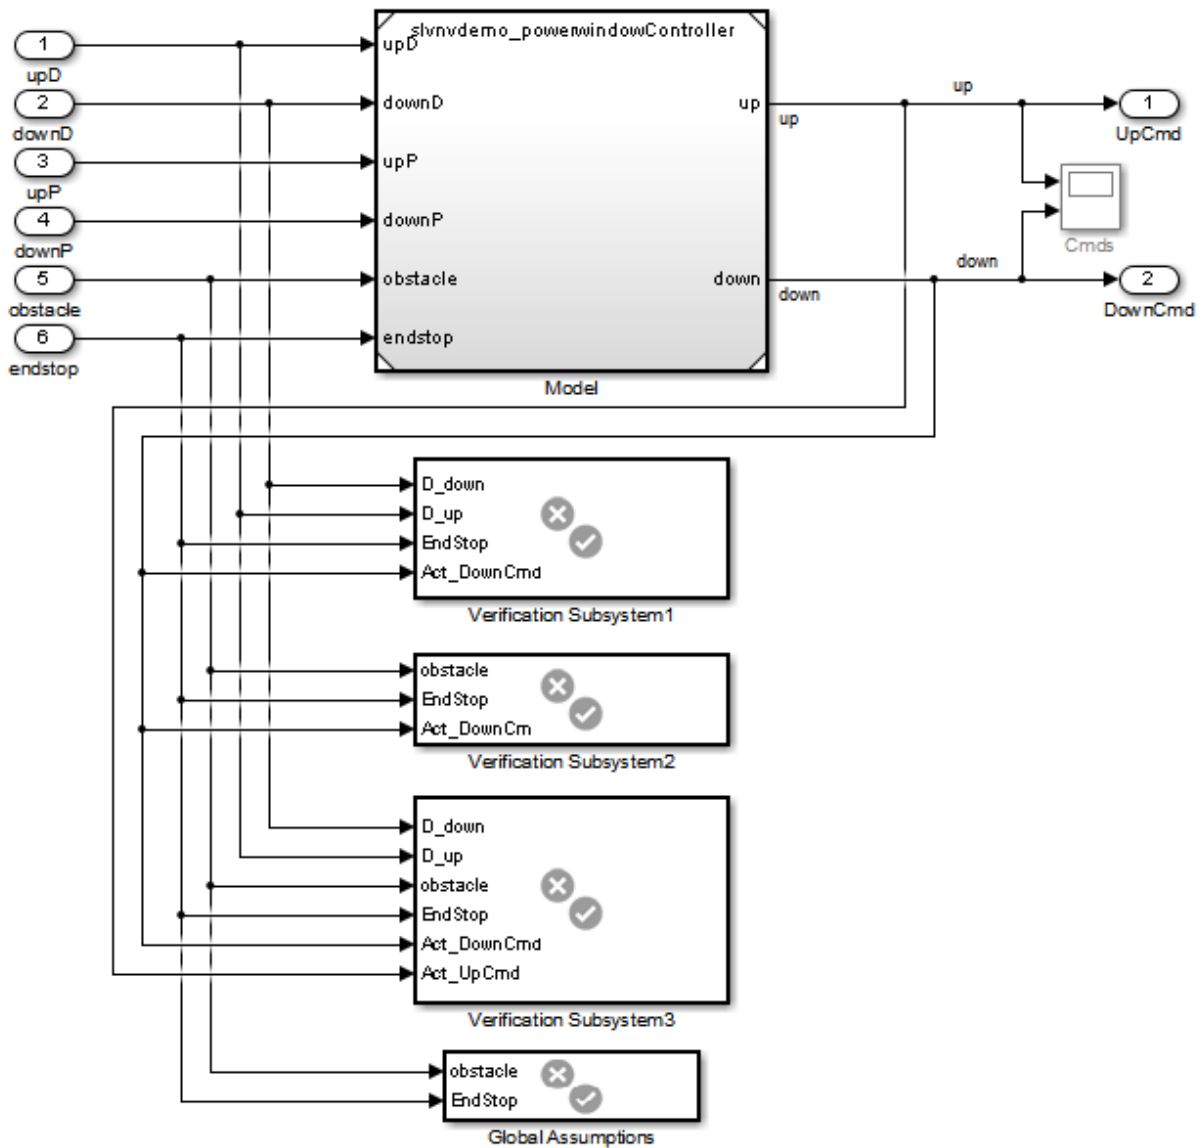 slvnvdemo_powerwindowController
1
upD
upD
2
downD
downD
up
up
up
1
UpCmd
3
upP
upP
4
downP
downP
Cmds
5
obstacle
obstacle
down
down
down
2
DownCmd
6
endstop
endstop
Model
D_down
D_up
EndStop
Act_DownCmd
Verification Subsystem1
obstacle
EndStop
Act_DownCm
Verification Subsystem2
D_down
D_up
obstacle
EndStop
Act_DownCmd
Act_UpCmd
Verification Subsystem3
obstacle
EndStop
Global Assumptions